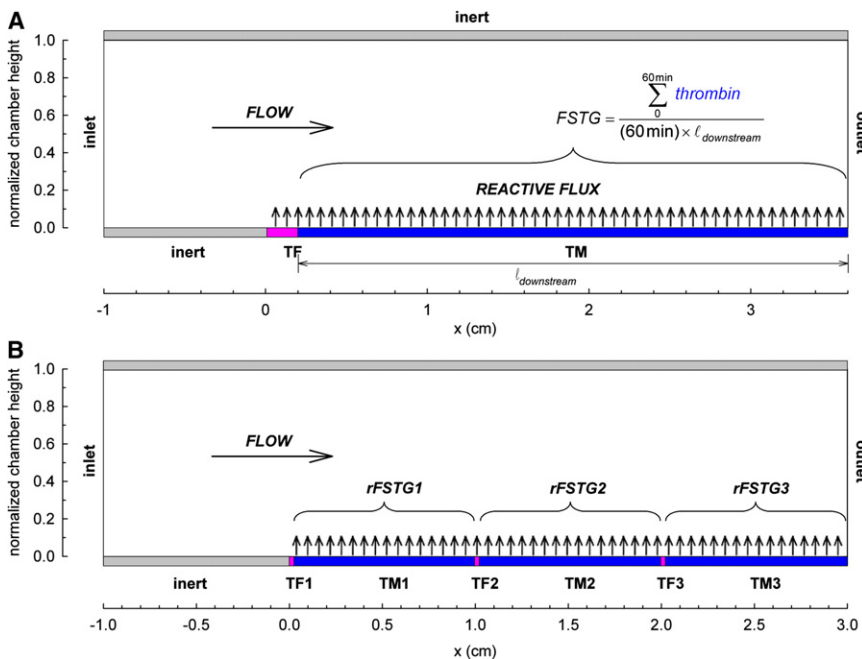 A
inert
1.0
0.8
0.6
0.4
0.2
0.0
normalized chamber height
inlet
FLOW
FSTG = 60min ∑ 0 thrombin / (60 min) × ℓdownstream
REACTIVE FLUX
inert
TF
TM
ℓdownstream
-1 0 1 2 3
x (cm)
B
1.0
0.8
0.6
0.4
0.2
0.0
normalized chamber height
inlet
FLOW
rFSTG1 rFSTG2 rFSTG3
inert TF1 TM1 TF2 TM2 TF3 TM3
-1.0 -0.5 0.0 0.5 1.0 1.5 2.0 2.5 3.0
x (cm)